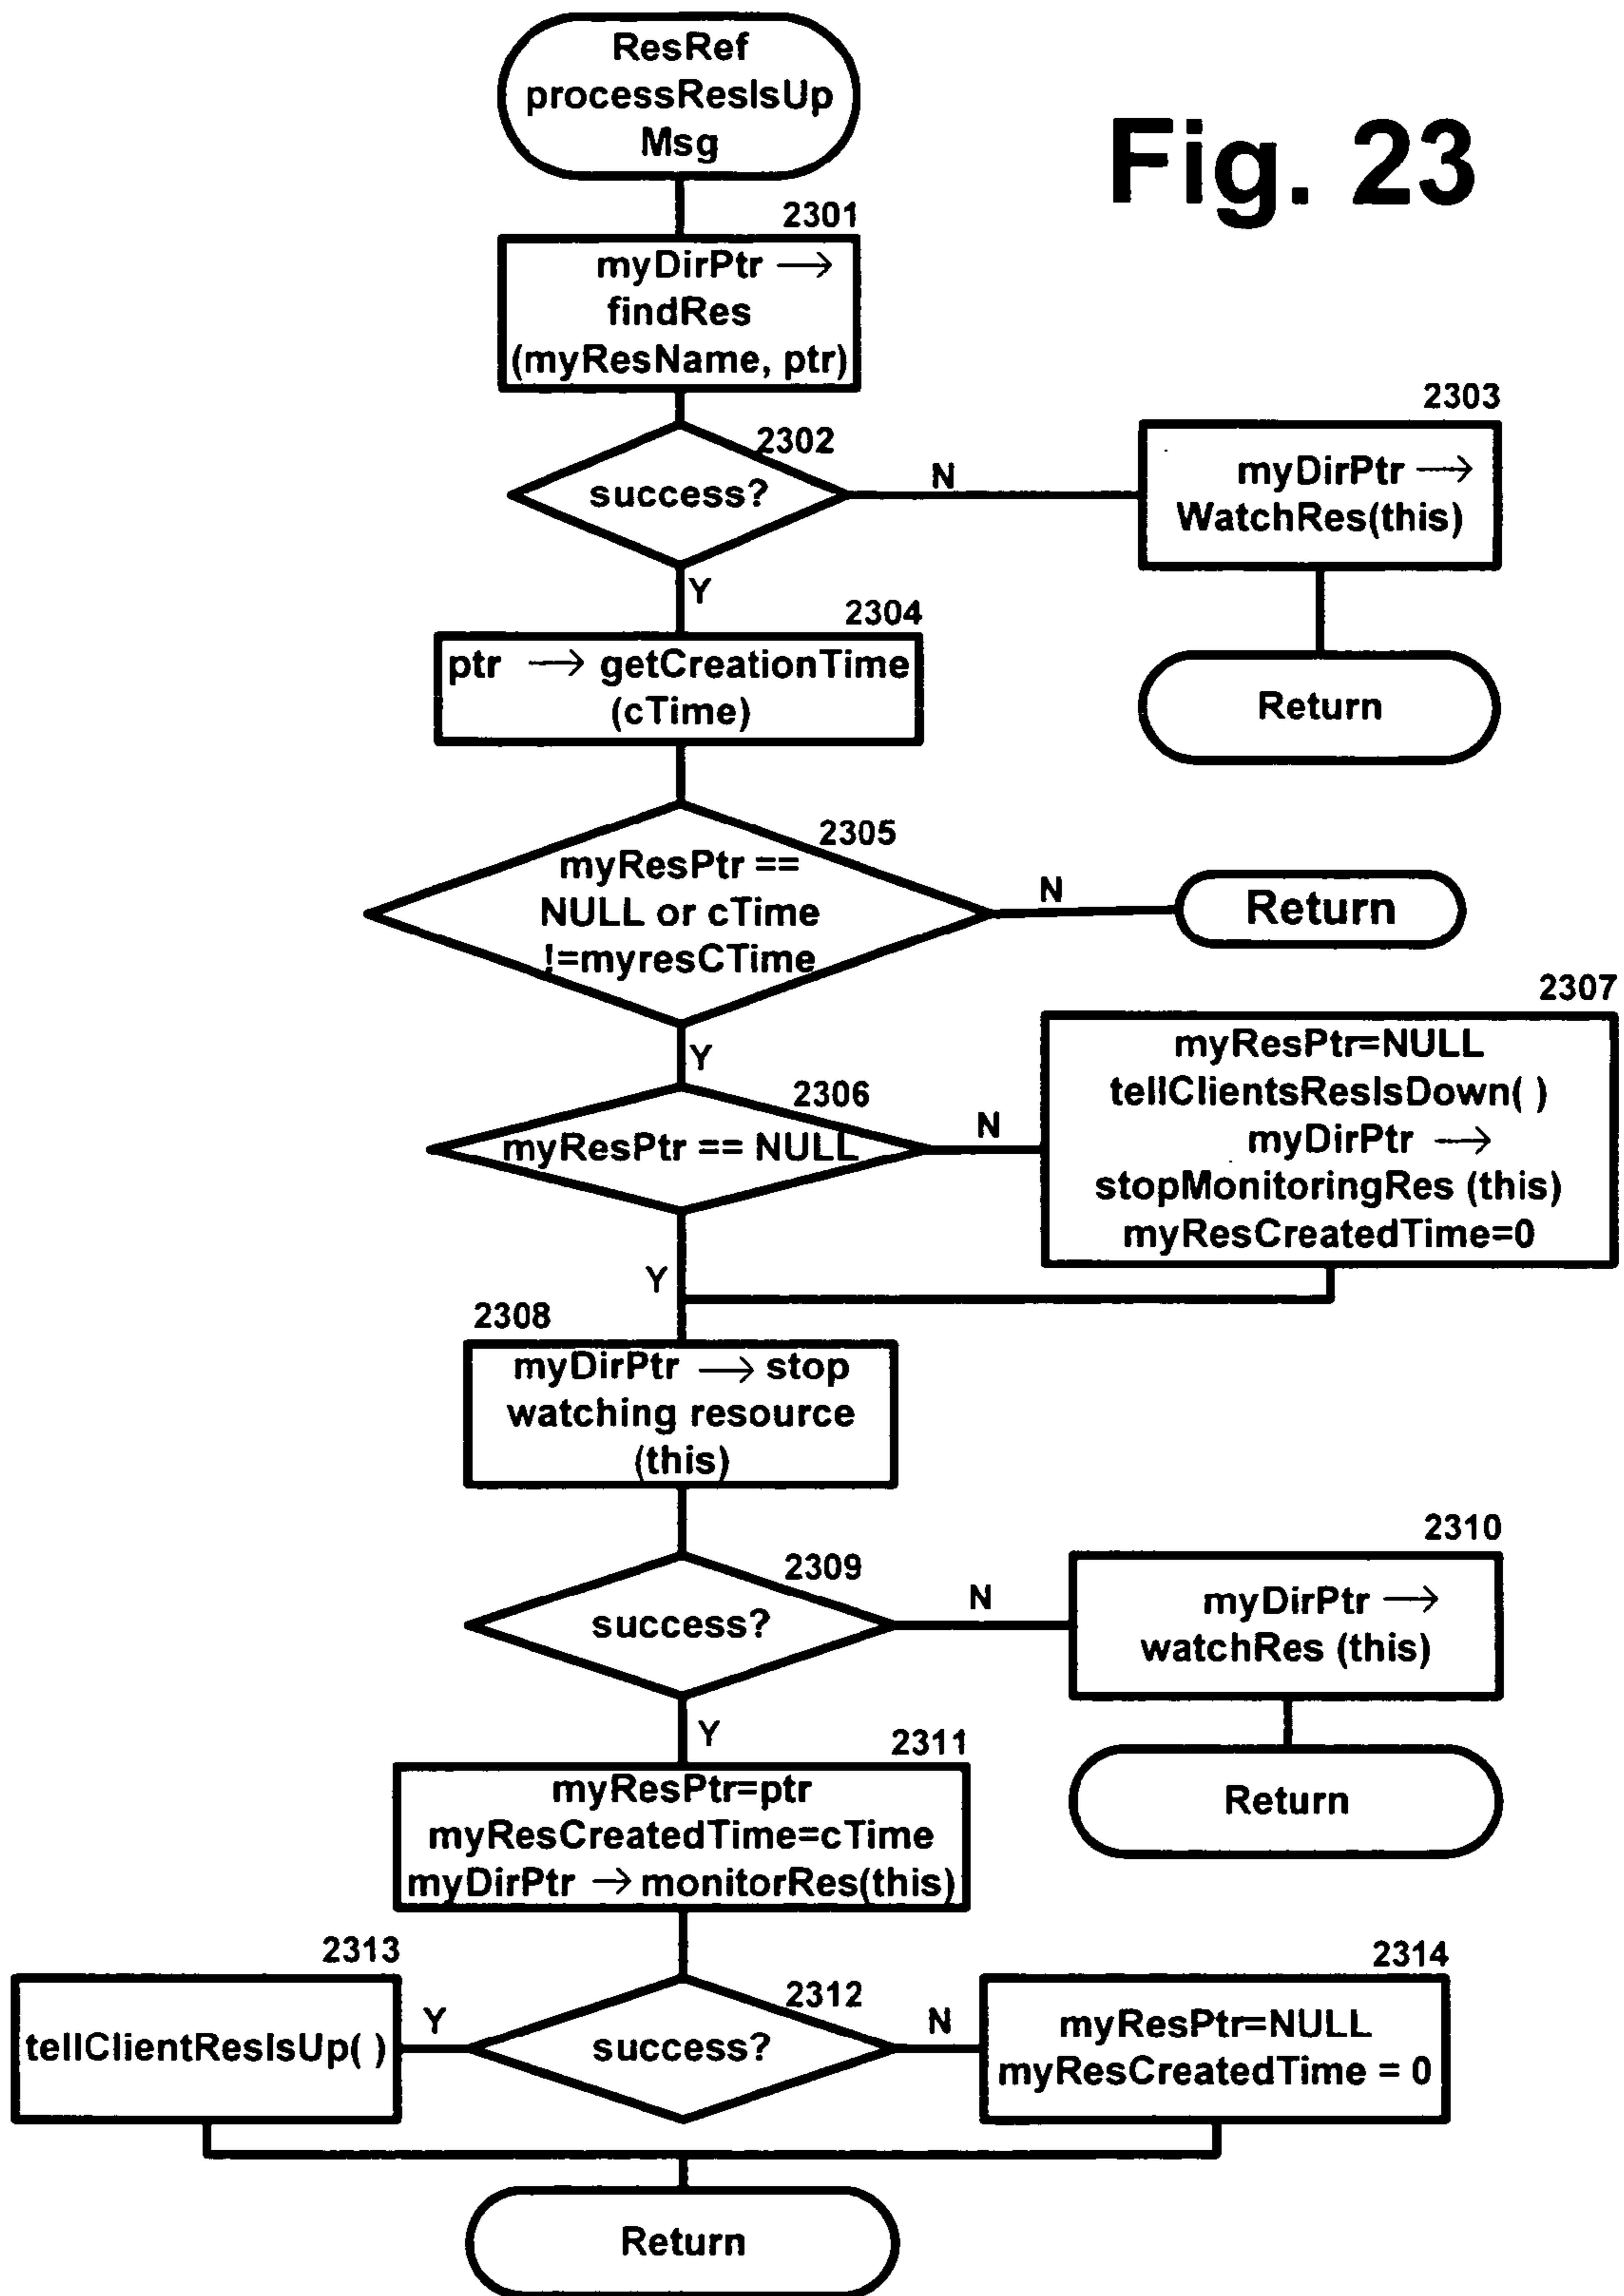 ResRef
processResIsUp
Msg
Fig. 23
2301
myDirPtr →
findRes
(myResName, ptr)
2302
success?
N
2303
myDirPtr →
WatchRes(this)
Return
Y
2304
ptr → getCreationTime
(cTime)
2305
myResPtr ==
NULL or cTime
!=myresCTime
N
Return
Y
2306
myResPtr == NULL
N
2307
myResPtr=NULL
tellClientsResIsDown( )
myDirPtr →
stopMonitoringRes (this)
myResCreatedTime=0
Y
2308
myDirPtr → stop
watching resource
(this)
2309
success?
N
2310
myDirPtr →
watchRes (this)
Return
Y
2311
myResPtr=ptr
myResCreatedTime=cTime
myDirPtr → monitorRes(this)
2312
success?
Y
2313
tellClientResIsUp( )
N
2314
myResPtr=NULL
myResCreatedTime = 0
Return